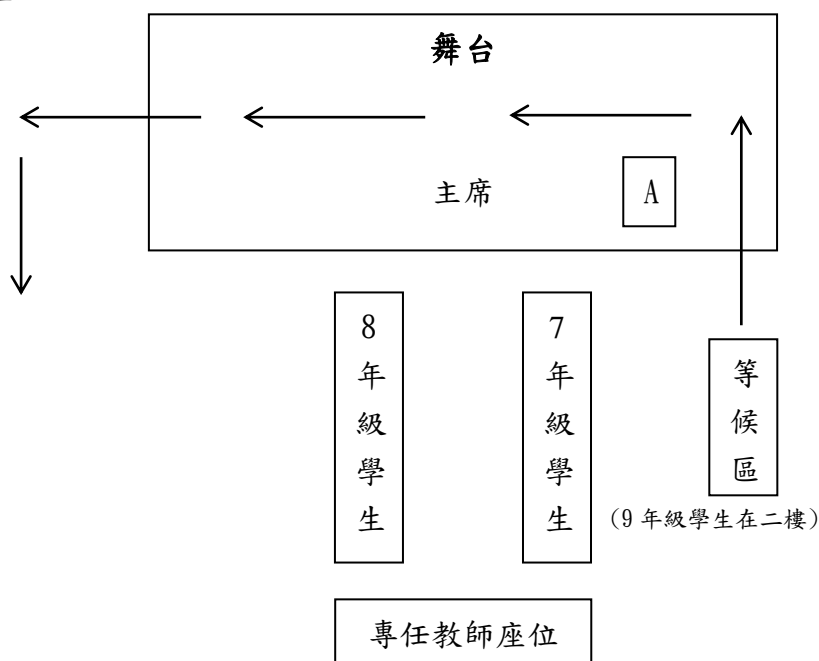 舞台
主席
A
8年級學生
7年級學生
等候區
(9年級學生在二樓)
專任教師座位